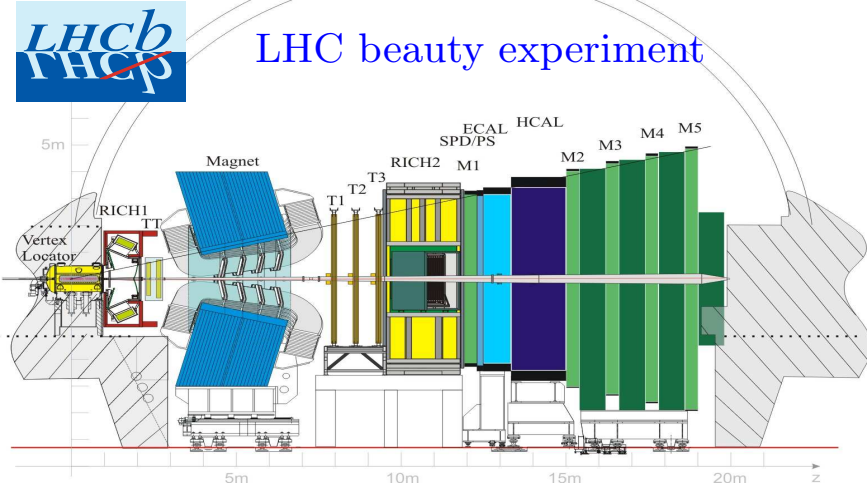 LHCb
LHCb
LHC beauty experiment
5m
Magnet
SPD/PS
ECAL
HCAL
RICH2
M1
M2
M3
M4
M5
T1
T2
T3
RICH1
TT
Vertex
Locator
5m
10m
15m
20m
z